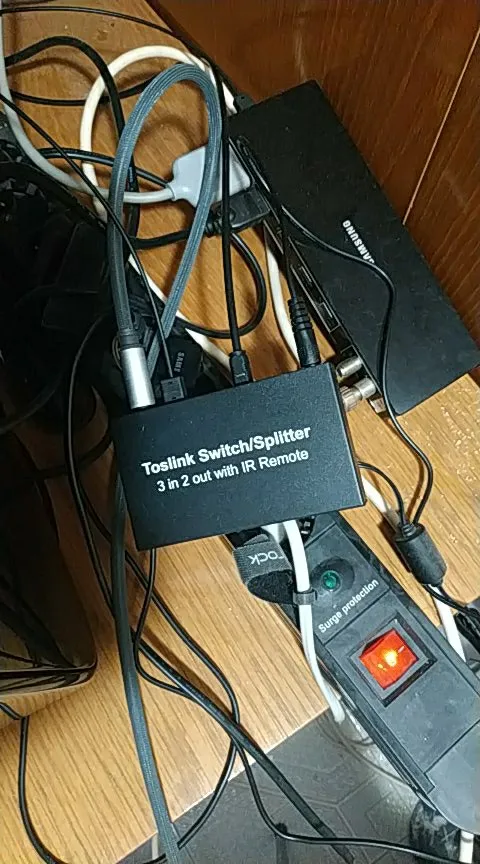 SAMSUNG
Toslink Switch/Splitter
3 in 2 out with IR Remote
Surge protection